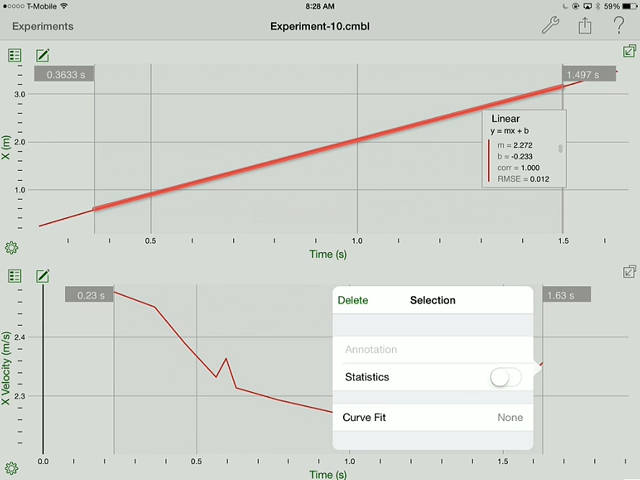 T-Mobile 8:28 AM 59%
Experiments Experiment-10.cmbl ?
0.3633 s 1.497 s
3.0
2.0
1.0
X (m)
Linear
y = mx + b
m = 2.272
b = -0.233
corr = 1.000
RMSE = 0.012
0.5 1.0 1.5
Time (s)
0.23 s 1.63 s
2.4
2.3
X Velocity (m/s)
Delete Selection
Annotation
Statistics
Curve Fit None
0.0 0.5 1.0 1.5
Time (s)